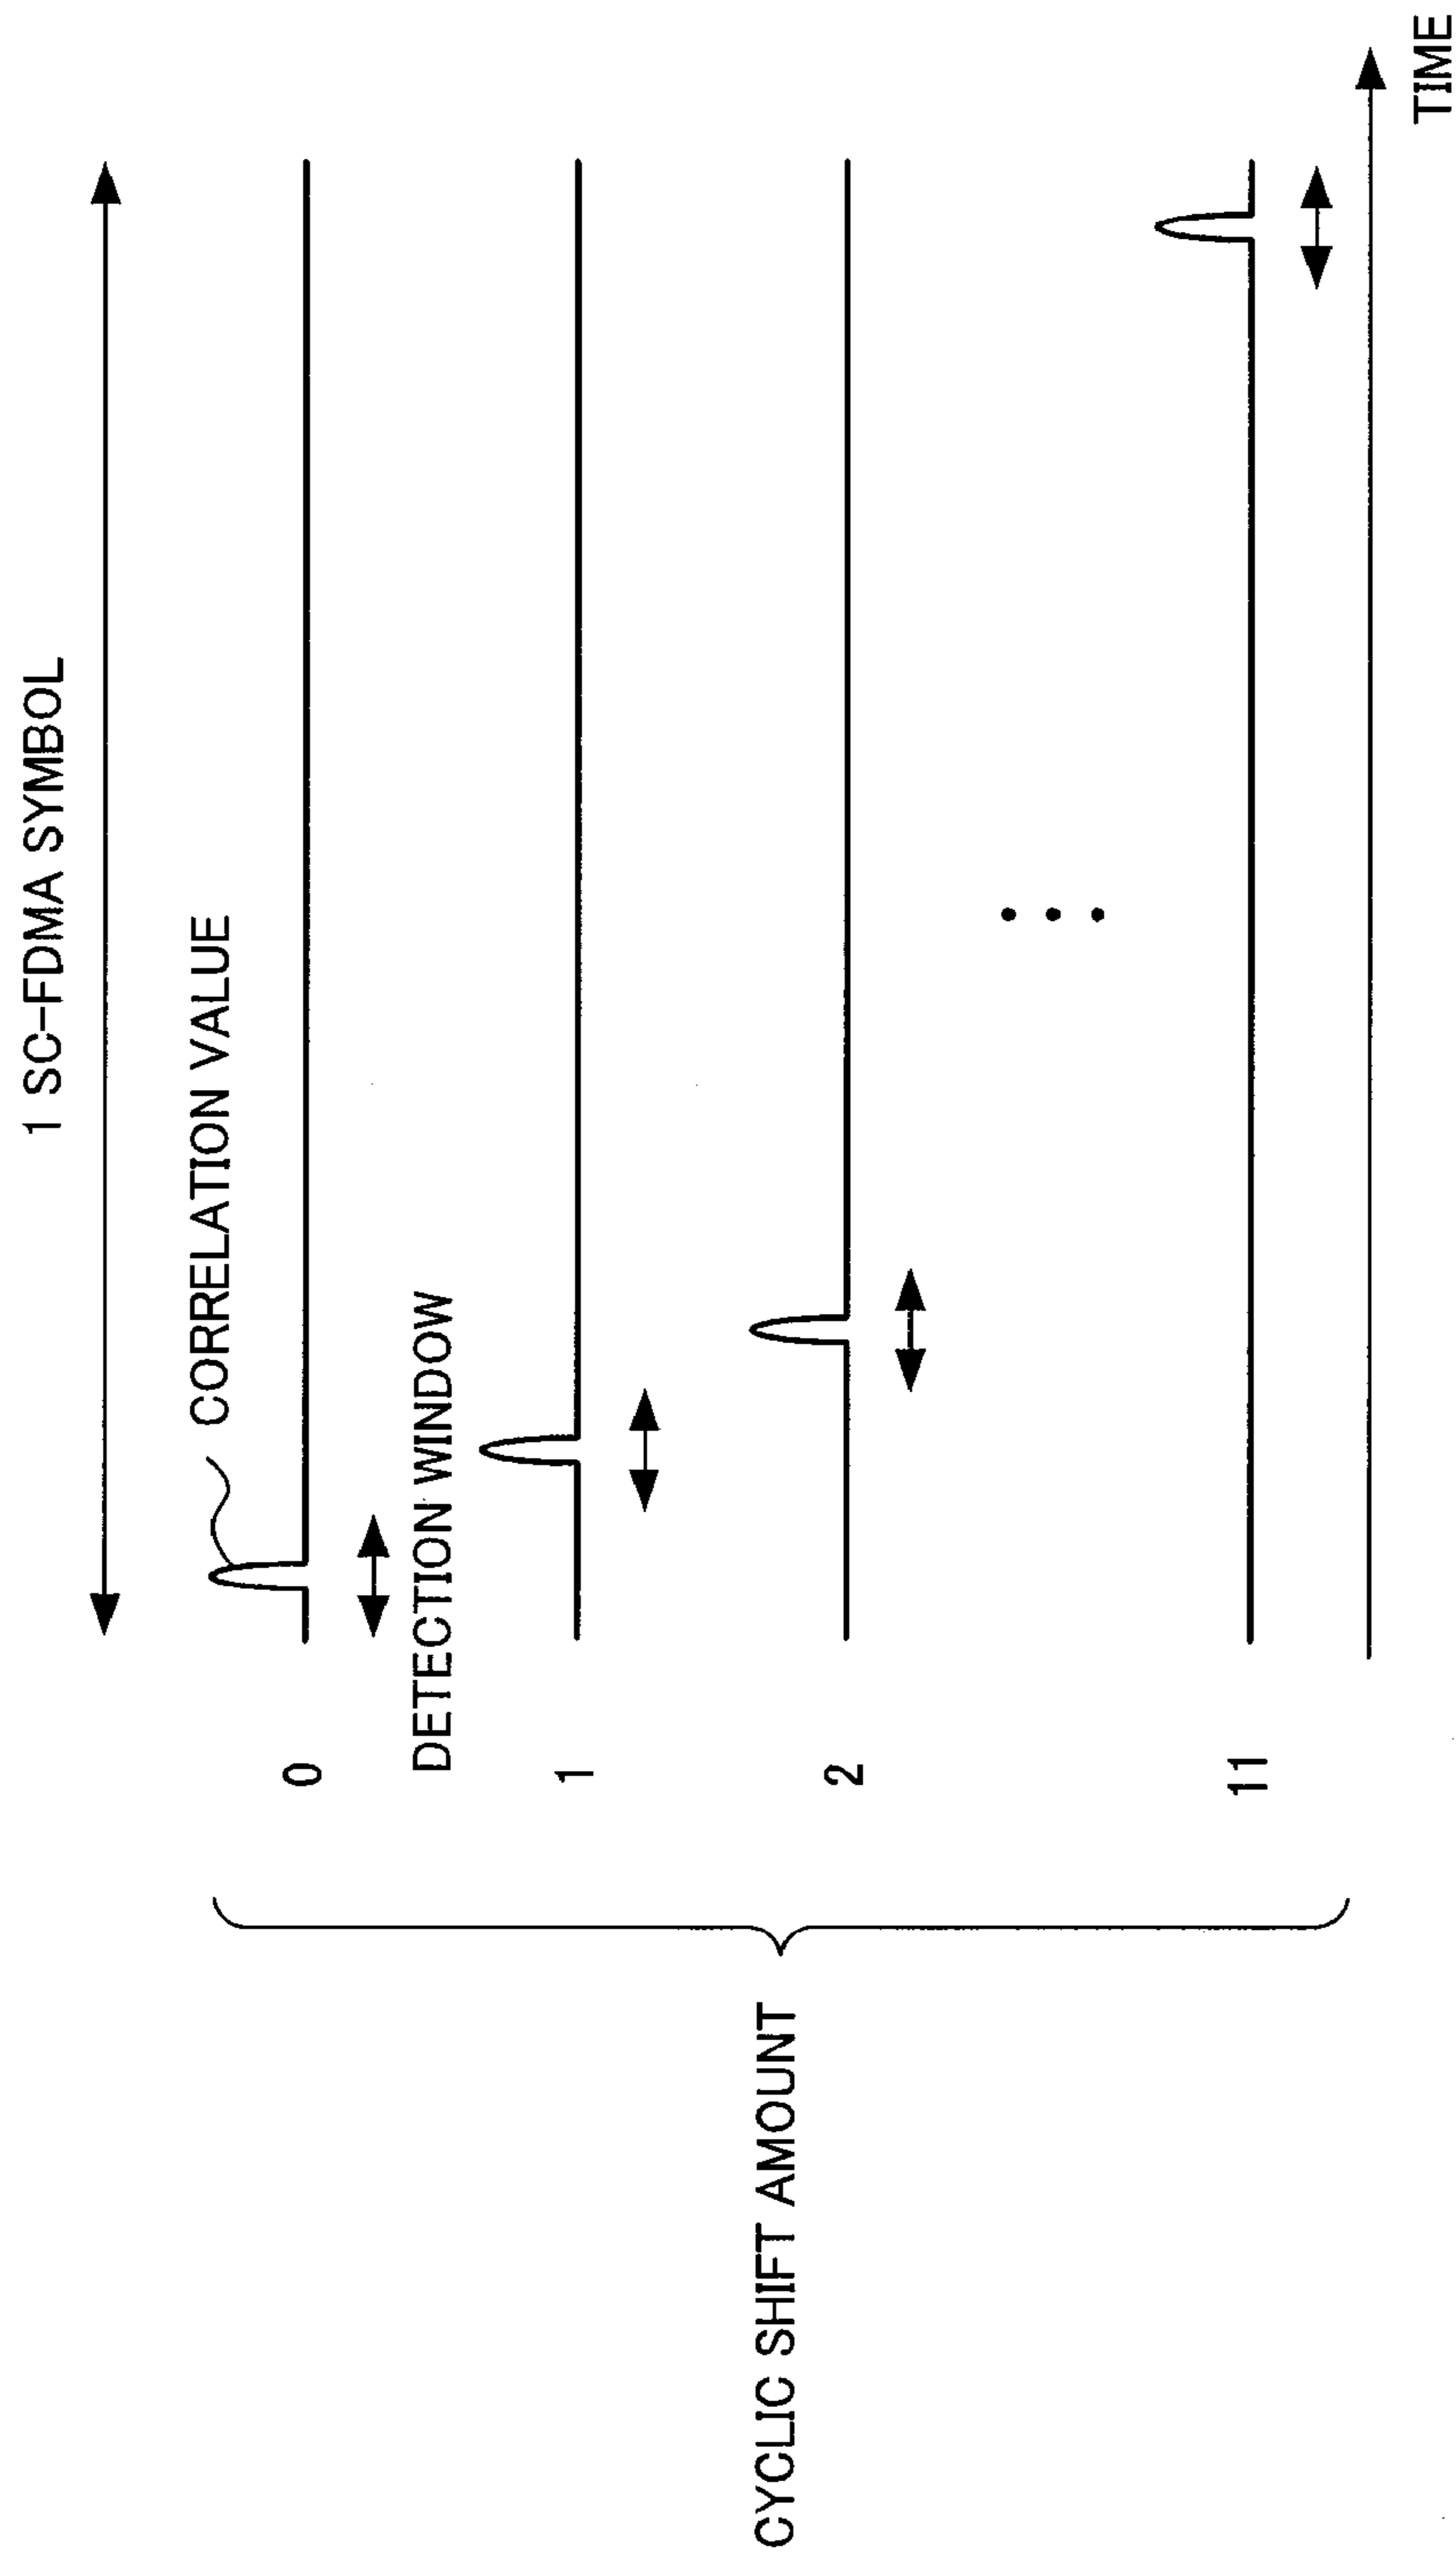 1 SC-FDMA SYMBOL
CORRELATION VALUE
0
DETECTION WINDOW
1
2
11
CYCLIC SHIFT AMOUNT
TIME